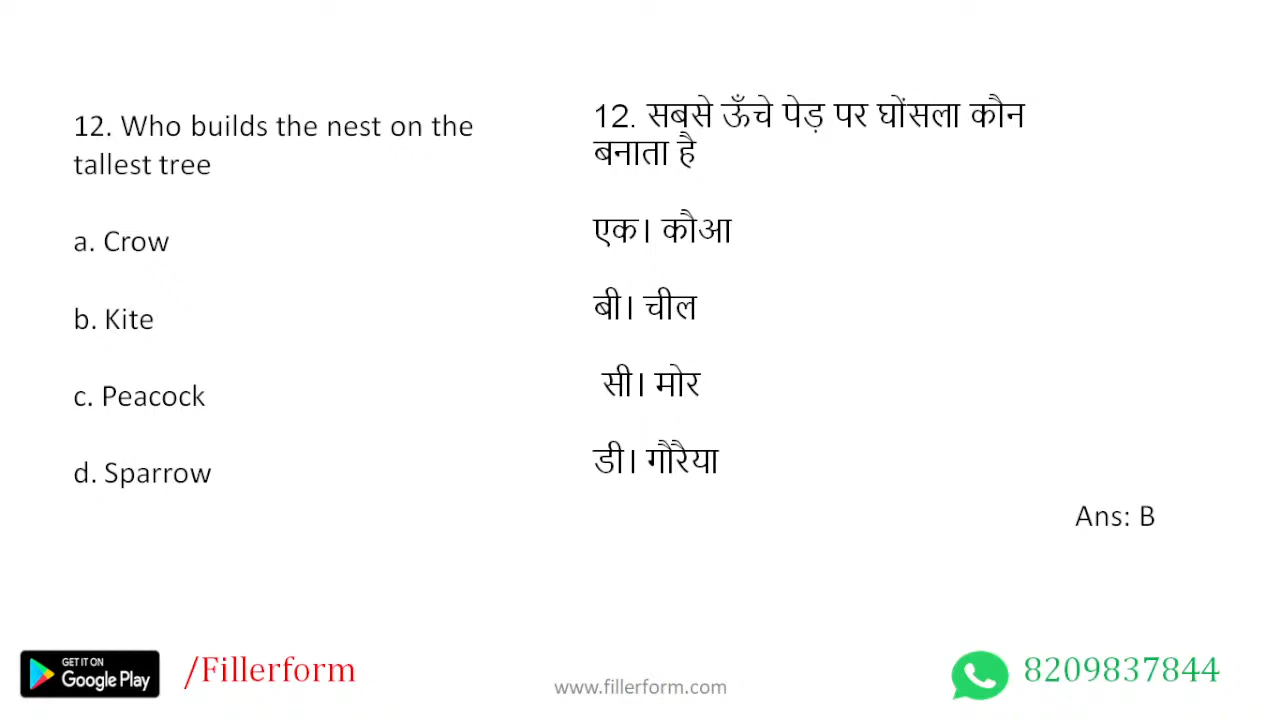 12. Who builds the nest on the
tallest tree
a. Crow
b. Kite
c. Peacock
d. Sparrow
12. सबसे ऊँचे पेड़ पर घोंसला कौन
बनाता है
एक। कौआ
बी। चील
सी। मोर
डी। गौरैया
Ans: B
GET IT ON
Google Play
/Fillerform
www.fillerform.com
8209837844